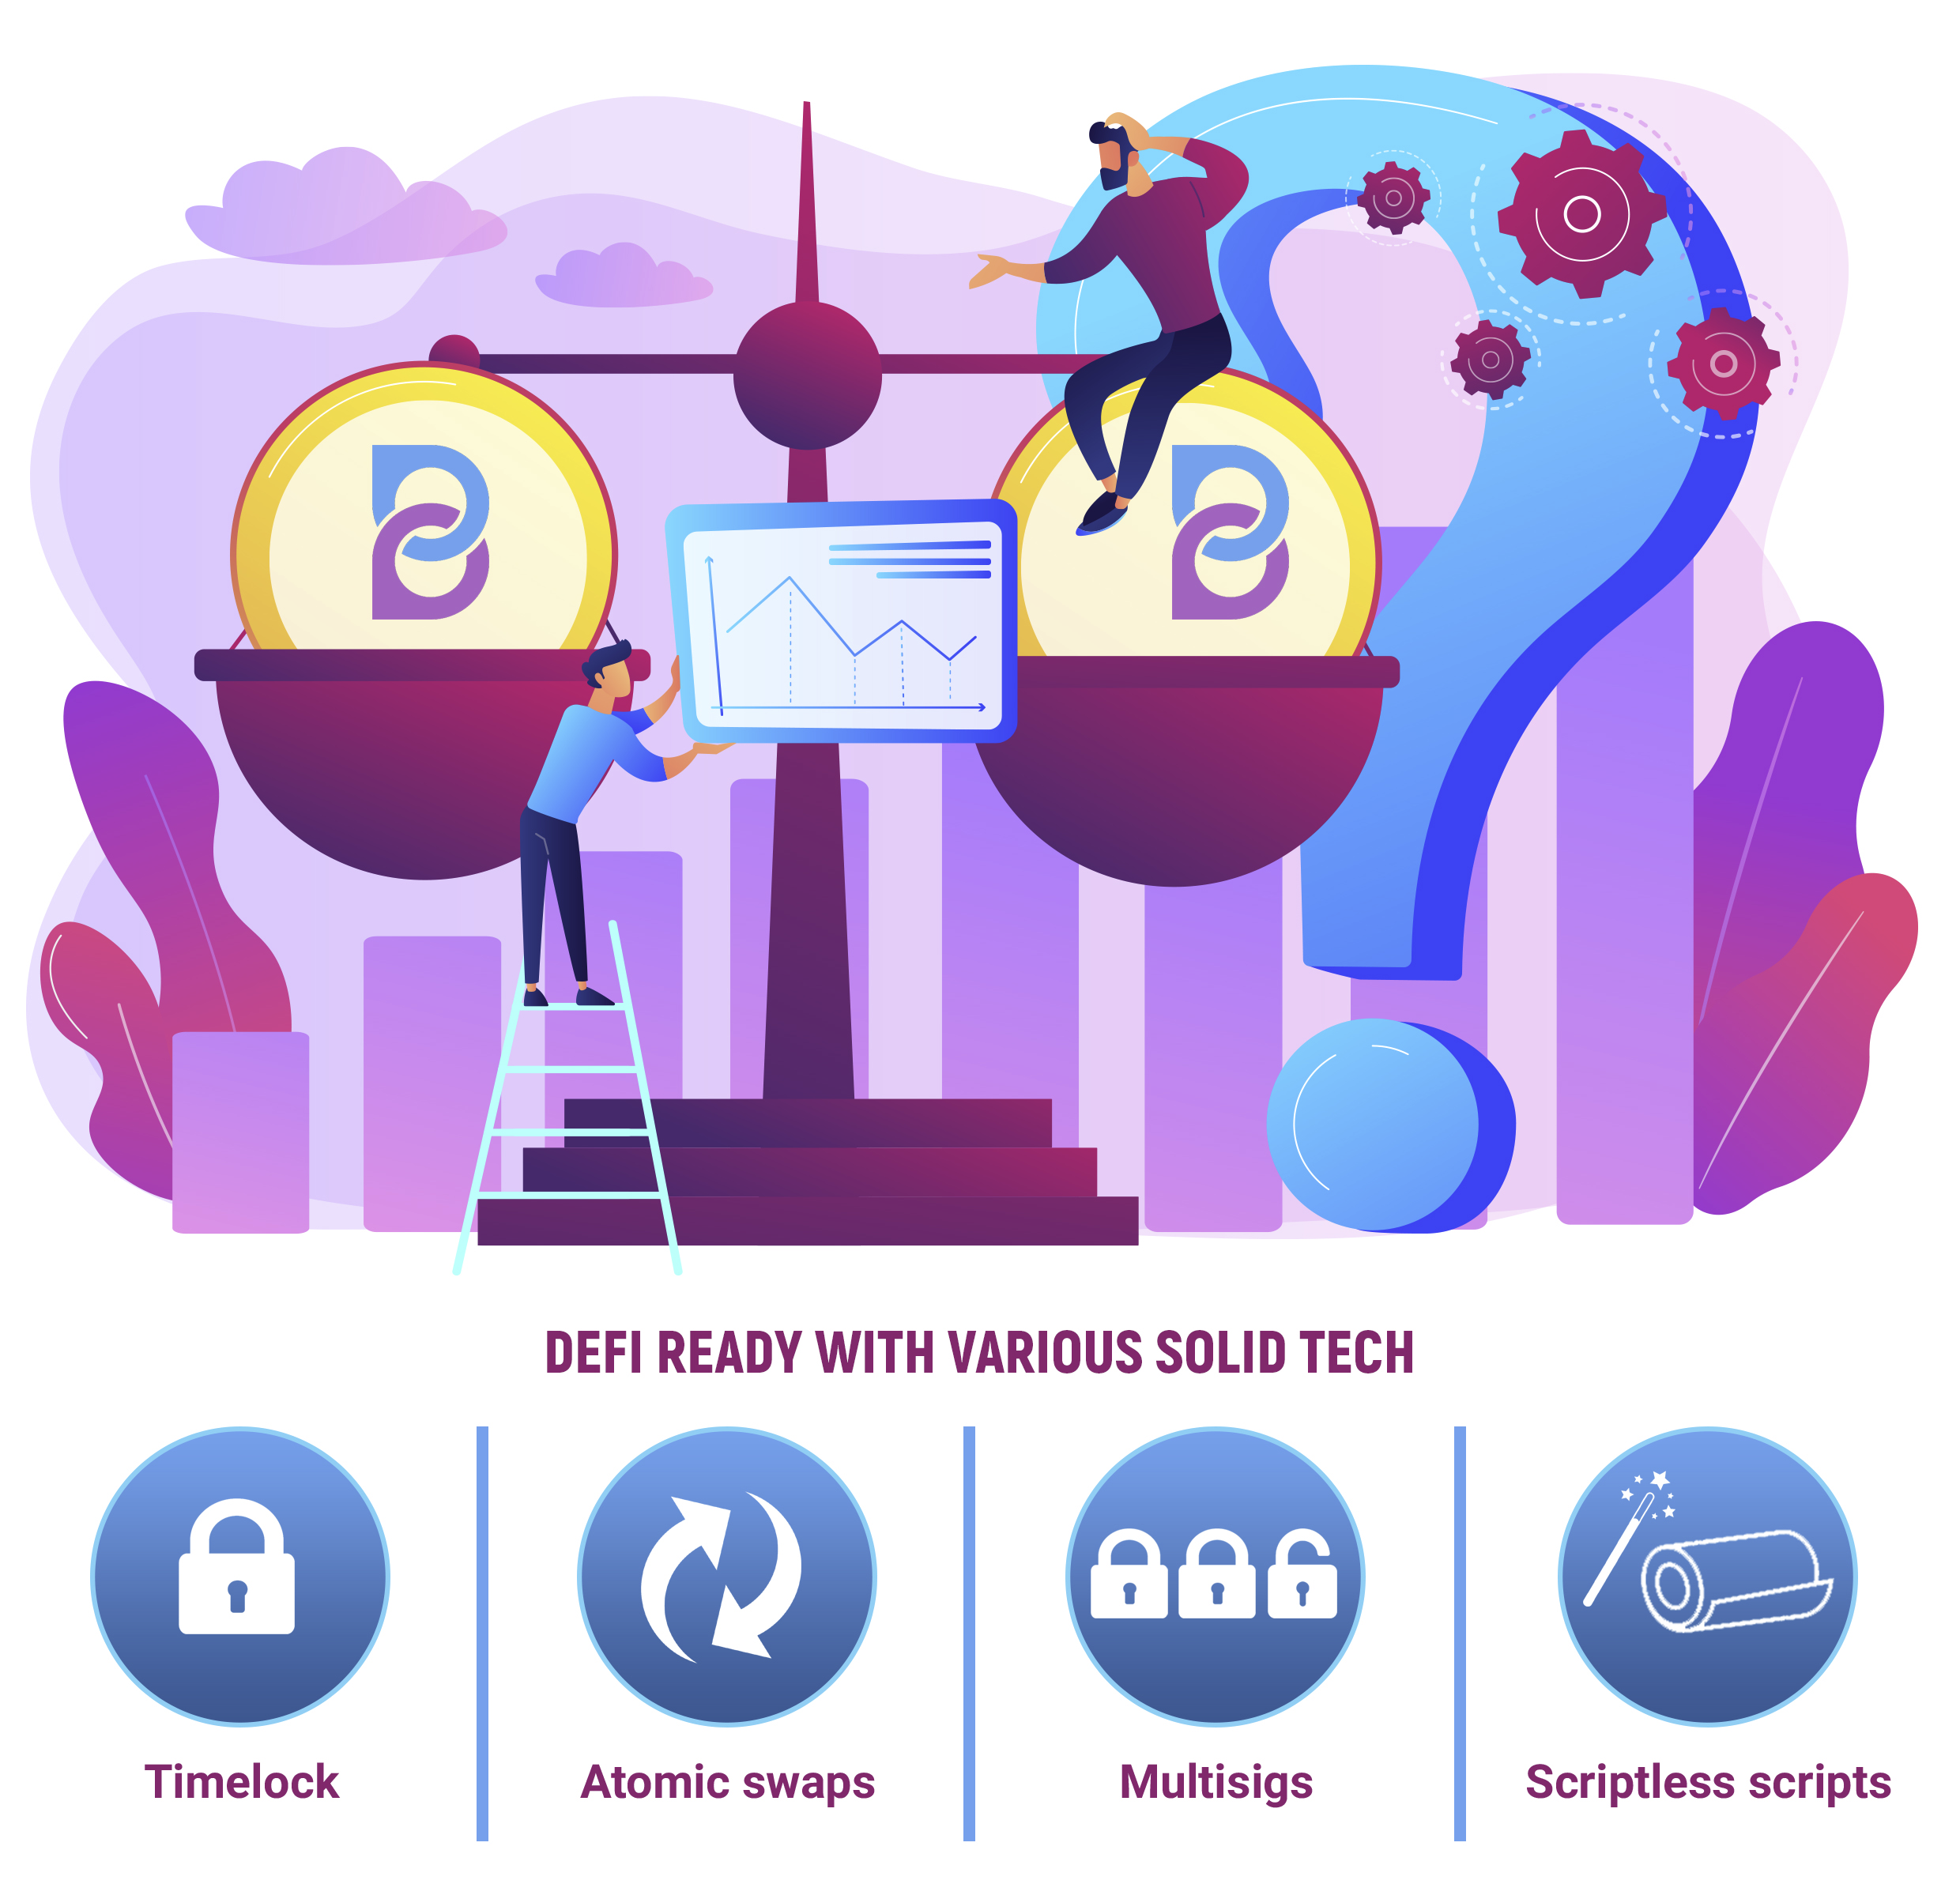 DEFI READY WITH VARIOUS SOLID TECH
Timelock
Atomic swaps
Multisigs
Scriptless scripts